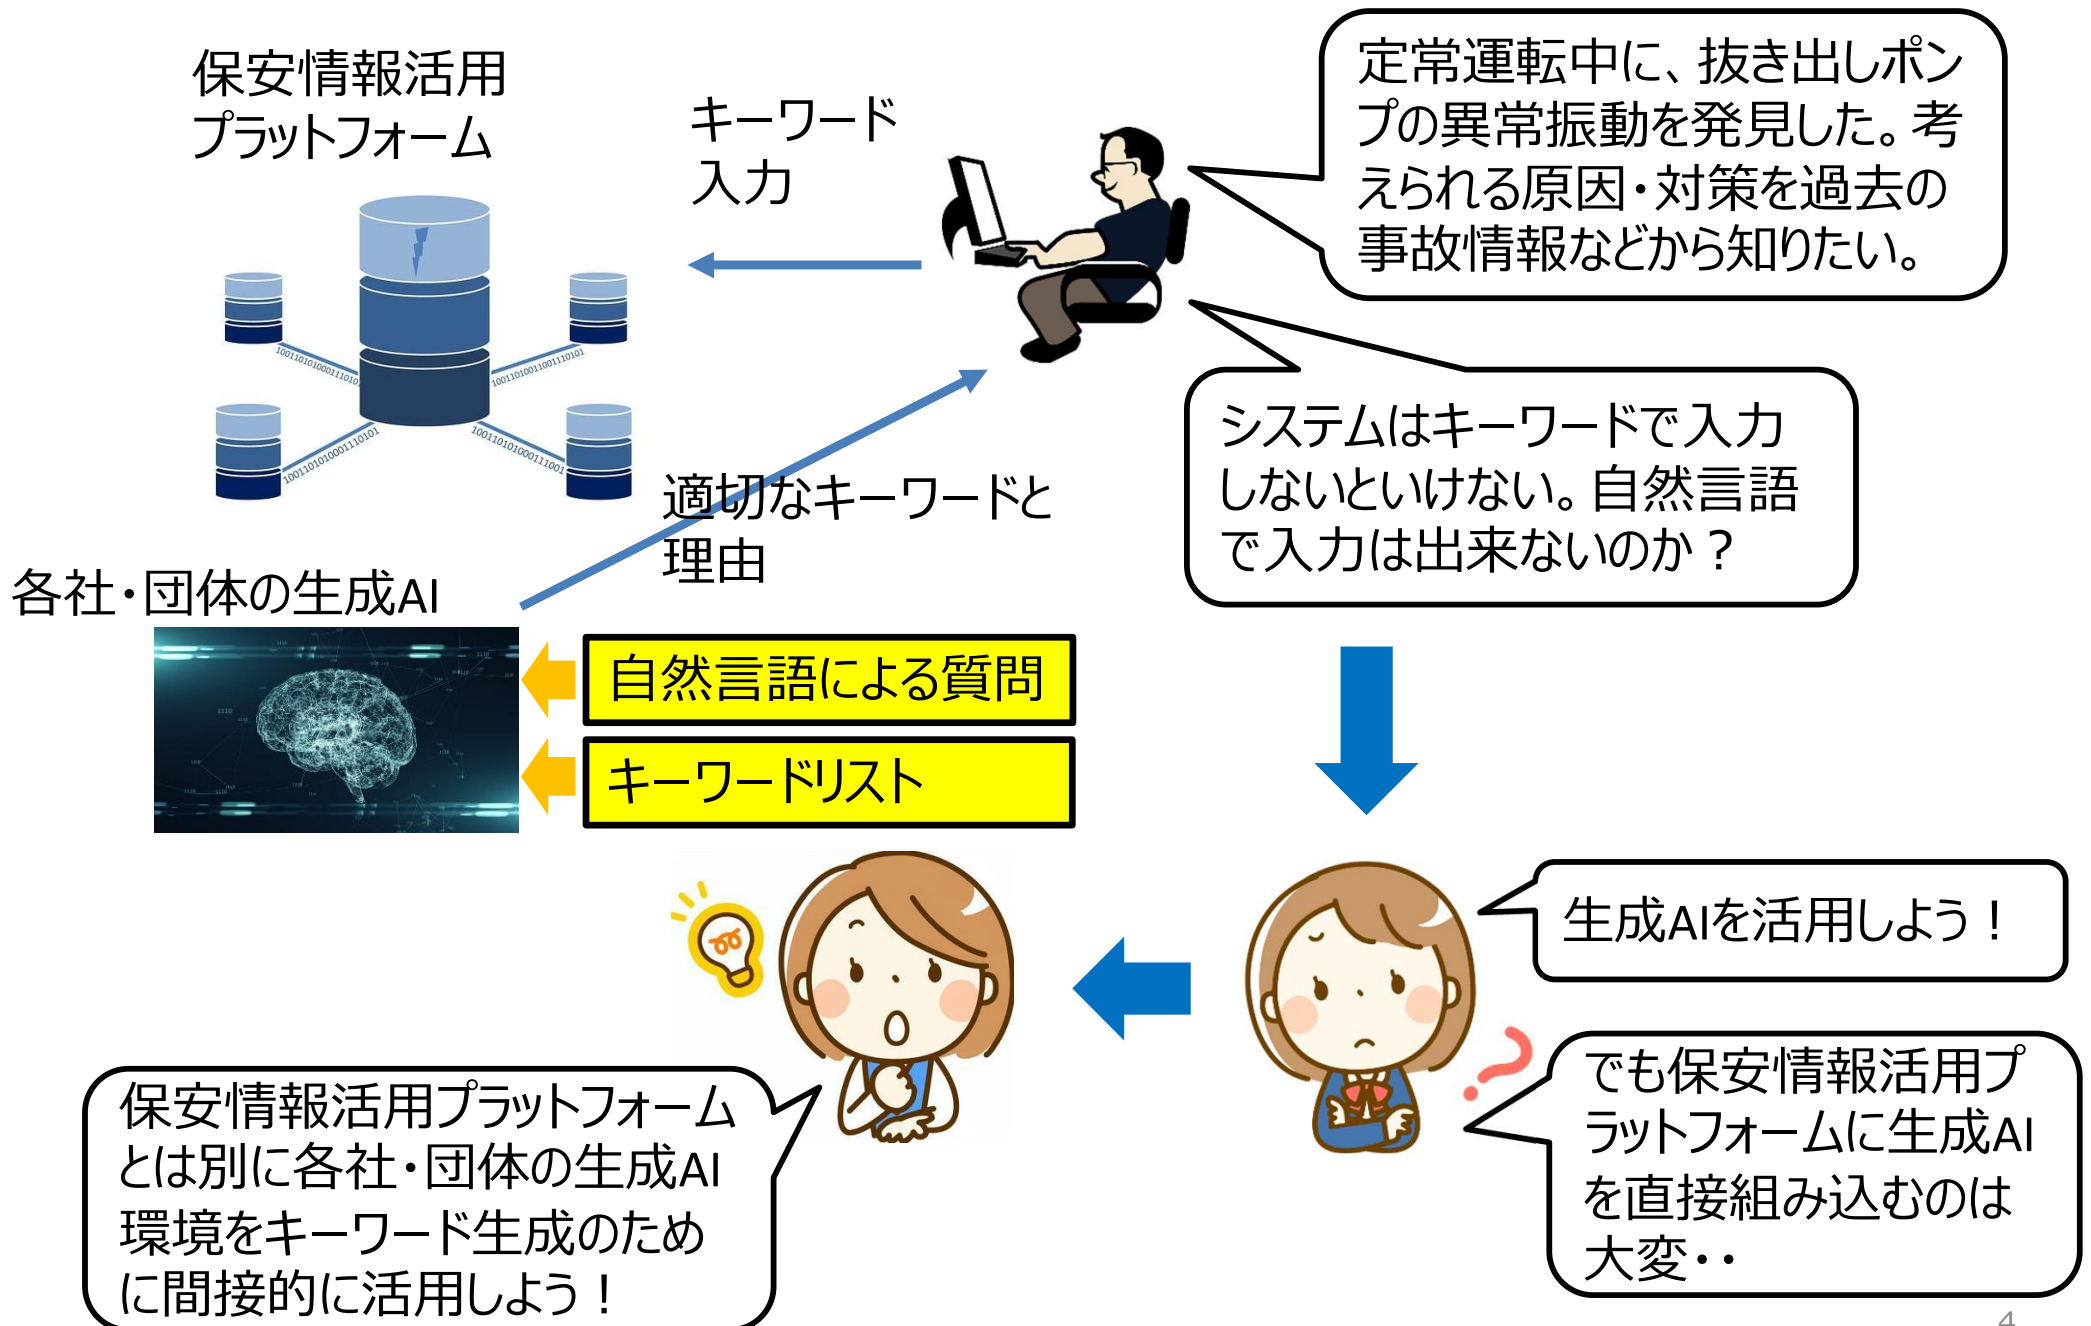 保安情報活用
プラットフォーム
キーワード
入力
定常運転中に、抜き出しポン
プの異常振動を発見した。考
えられる原因・対策を過去の
事故情報などから知りたい。
システムはキーワードで入力
しないといけない。自然言語
で入力は出来ないのか？
適切なキーワードと
理由
各社・団体の生成AI
自然言語による質問
キーワードリスト
生成AIを活用しよう！
でも保安情報活用プ
ラットフォームに生成AI
を直接組み込むのは
大変・・
保安情報活用プラットフォーム
とは別に各社・団体の生成AI
環境をキーワード生成のため
に間接的に活用しよう！
4